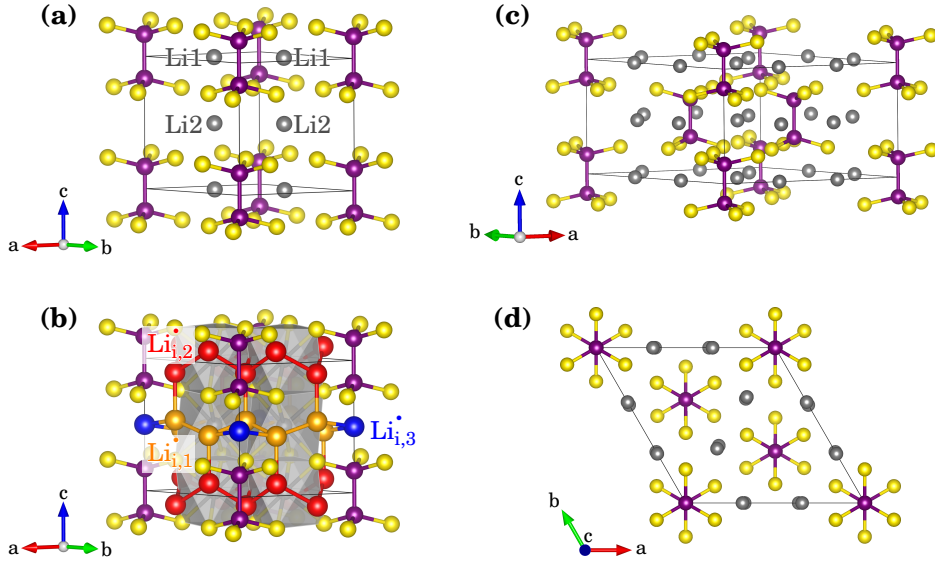 (a)
Li1 Li1
Li2 Li2
c
a b
(c)
c
b a
(b)
Li•i,2
Li•i,3
Li•i,1
c
a b
(d)
b
c a